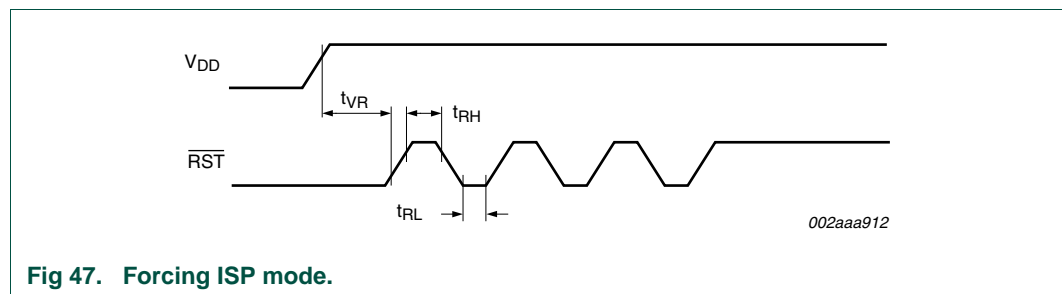 VDD
tVR
tRH
RST
tRL
002aaa912
Fig 47. Forcing ISP mode.